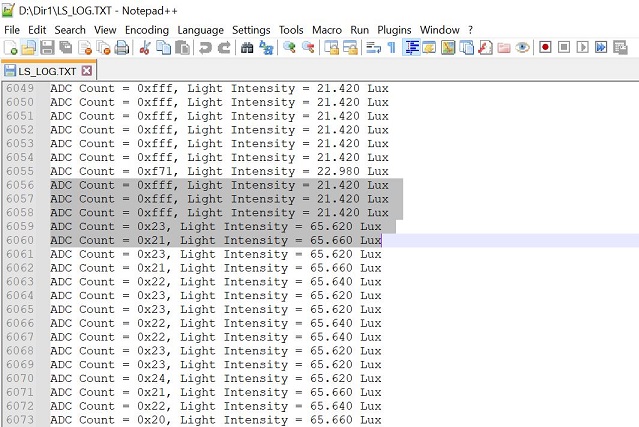 D:\Dir1\LS_LOG.TXT - Notepad++
File Edit Search View Encoding Language Settings Tools Macro Run Plugins Window ?
LS_LOG.TXT
6049 ADC Count = 0xfff, Light Intensity = 21.420 Lux
6050 ADC Count = 0xfff, Light Intensity = 21.420 Lux
6051 ADC Count = 0xfff, Light Intensity = 21.420 Lux
6052 ADC Count = 0xfff, Light Intensity = 21.420 Lux
6053 ADC Count = 0xfff, Light Intensity = 21.420 Lux
6054 ADC Count = 0xfff, Light Intensity = 21.420 Lux
6055 ADC Count = 0xf71, Light Intensity = 22.980 Lux
6056 ADC Count = 0xfff, Light Intensity = 21.420 Lux
6057 ADC Count = 0xfff, Light Intensity = 21.420 Lux
6058 ADC Count = 0xfff, Light Intensity = 21.420 Lux
6059 ADC Count = 0x23, Light Intensity = 65.620 Lux
6060 ADC Count = 0x21, Light Intensity = 65.660 Lux
6061 ADC Count = 0x23, Light Intensity = 65.620 Lux
6062 ADC Count = 0x21, Light Intensity = 65.660 Lux
6063 ADC Count = 0x22, Light Intensity = 65.640 Lux
6064 ADC Count = 0x23, Light Intensity = 65.620 Lux
6065 ADC Count = 0x23, Light Intensity = 65.620 Lux
6066 ADC Count = 0x22, Light Intensity = 65.640 Lux
6067 ADC Count = 0x22, Light Intensity = 65.640 Lux
6068 ADC Count = 0x23, Light Intensity = 65.620 Lux
6069 ADC Count = 0x23, Light Intensity = 65.620 Lux
6070 ADC Count = 0x24, Light Intensity = 65.620 Lux
6071 ADC Count = 0x21, Light Intensity = 65.660 Lux
6072 ADC Count = 0x22, Light Intensity = 65.640 Lux
6073 ADC Count = 0x20, Light Intensity = 65.660 Lux